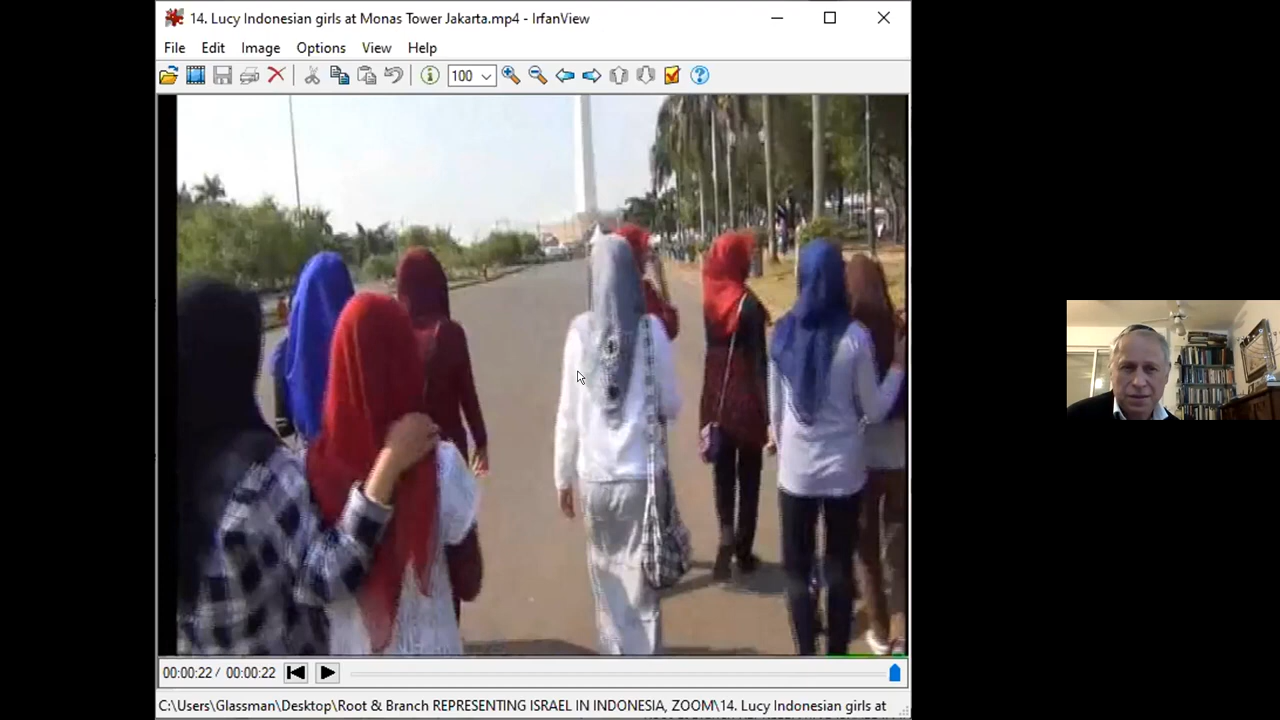 14. Lucy Indonesian girls at Monas Tower Jakarta.mp4 - IrfanView
File Edit Image Options View Help
100
00:00:22 / 00:00:22
C:\Users\Glassman\Desktop\Root & Branch REPRESENTING ISRAEL IN INDONESIA, ZOOM\14. Lucy Indonesian girls at